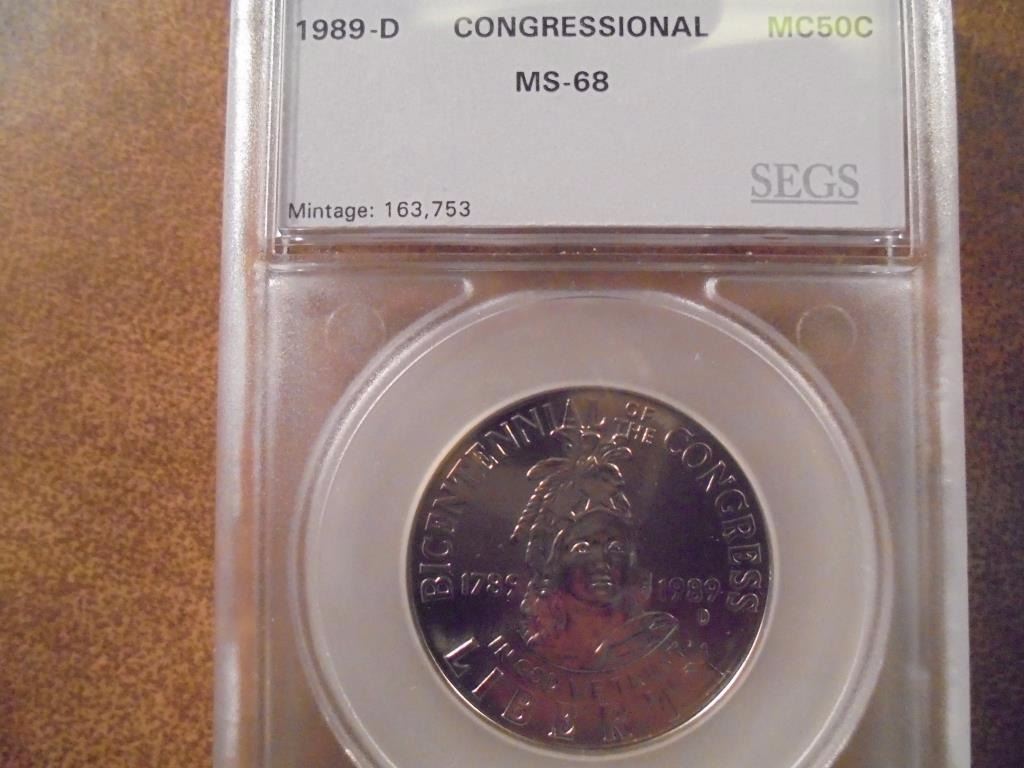 1989-D CONGRESSIONAL MC50C
MS-68
SEGS
Mintage: 163,753
BICENTENNIAL OF THE CONGRESS
1789 1989
D
LIBERTY